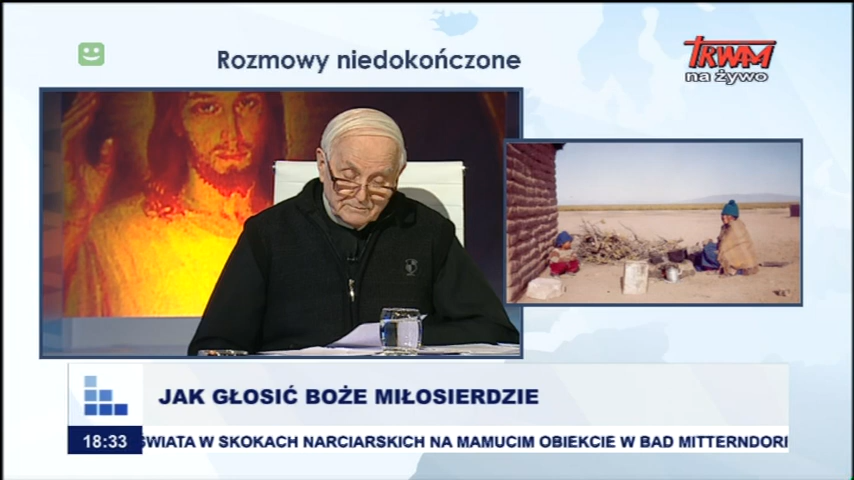 Rozmowy niedokończone
TRWAM
na żywo
JAK GŁOSIĆ BOŻE MIŁOSIERDZIE
18:33
ŚWIATA W SKOKACH NARCIARSKICH NA MAMUCIM OBIEKCIE W BAD MITTERNDORF